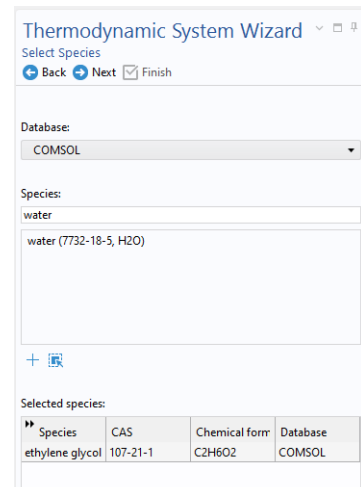 Thermodynamic System Wizard
Select Species
Back Next Finish
Database:
COMSOL
Species:
water
water (7732-18-5, H2O)
Selected species:
Species CAS Chemical form Database
ethylene glycol 107-21-1 C2H6O2 COMSOL